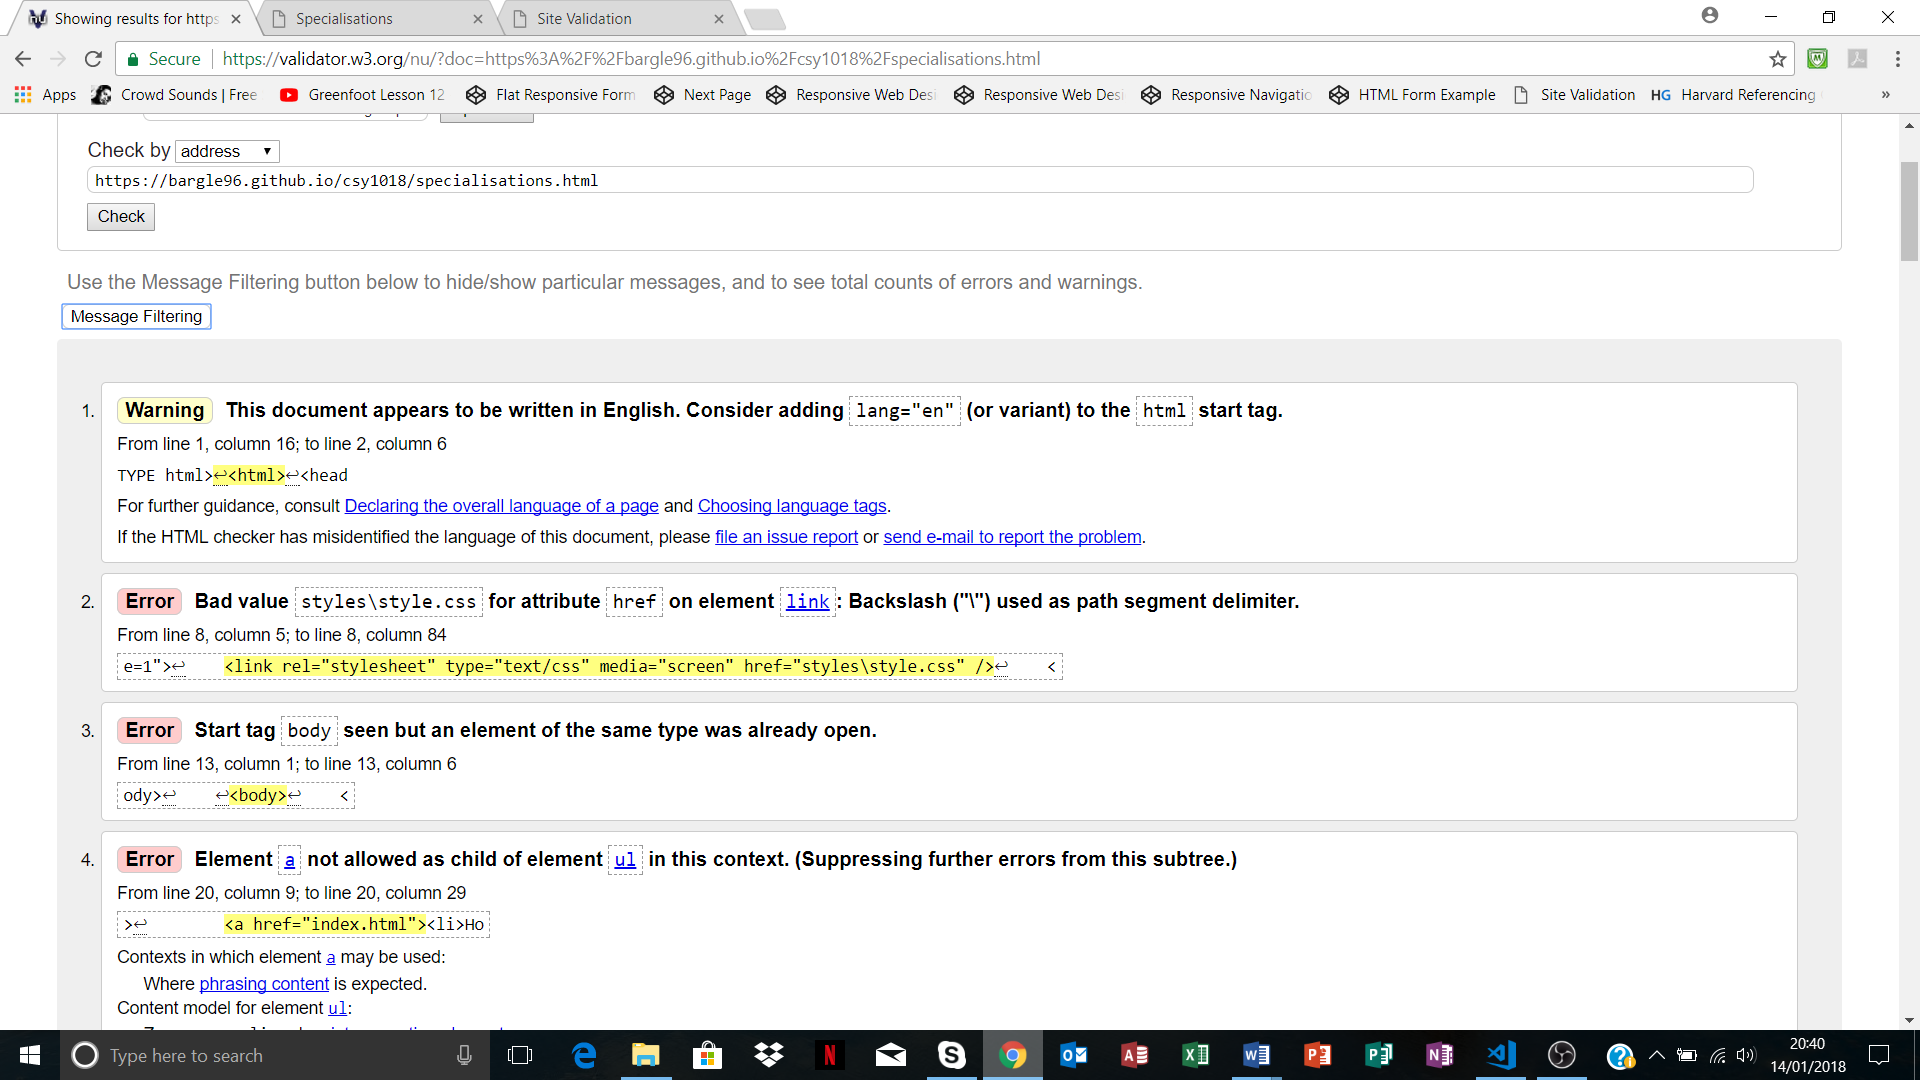 Showing results for https
Specialisations
Site Validation
Secure
https://validator.w3.org/nu/?doc=https%3A%2F%2Fbargle96.github.io%2Fcsy1018%2Fspecialisations.html
Apps
Crowd Sounds | Free
Greenfoot Lesson 12
Flat Responsive Form
Next Page
Responsive Web Desi
Responsive Web Desi
Responsive Navigatio
HTML Form Example
Site Validation
HG Harvard Referencing
»
Check by address
https://bargle96.github.io/csy1018/specialisations.html
Check
Use the Message Filtering button below to hide/show particular messages, and to see total counts of errors and warnings.
Message Filtering
1. Warning This document appears to be written in English. Consider adding lang="en" (or variant) to the html start tag.
From line 1, column 16; to line 2, column 6
TYPE html>↩<html>↩<head
For further guidance, consult Declaring the overall language of a page and Choosing language tags.
If the HTML checker has misidentified the language of this document, please file an issue report or send e-mail to report the problem.
2. Error Bad value styles\style.css for attribute href on element link: Backslash ("\") used as path segment delimiter.
From line 8, column 5; to line 8, column 84
e=1">↩    <link rel="stylesheet" type="text/css" media="screen" href="styles\style.css" />↩    <
3. Error Start tag body seen but an element of the same type was already open.
From line 13, column 1; to line 13, column 6
ody>↩    ↩<body>↩    <
4. Error Element a not allowed as child of element ul in this context. (Suppressing further errors from this subtree.)
From line 20, column 9; to line 20, column 29
>↩        <a href="index.html"><li>Ho
Contexts in which element a may be used:
Where phrasing content is expected.
Content model for element ul:
Type here to search
20:40
14/01/2018